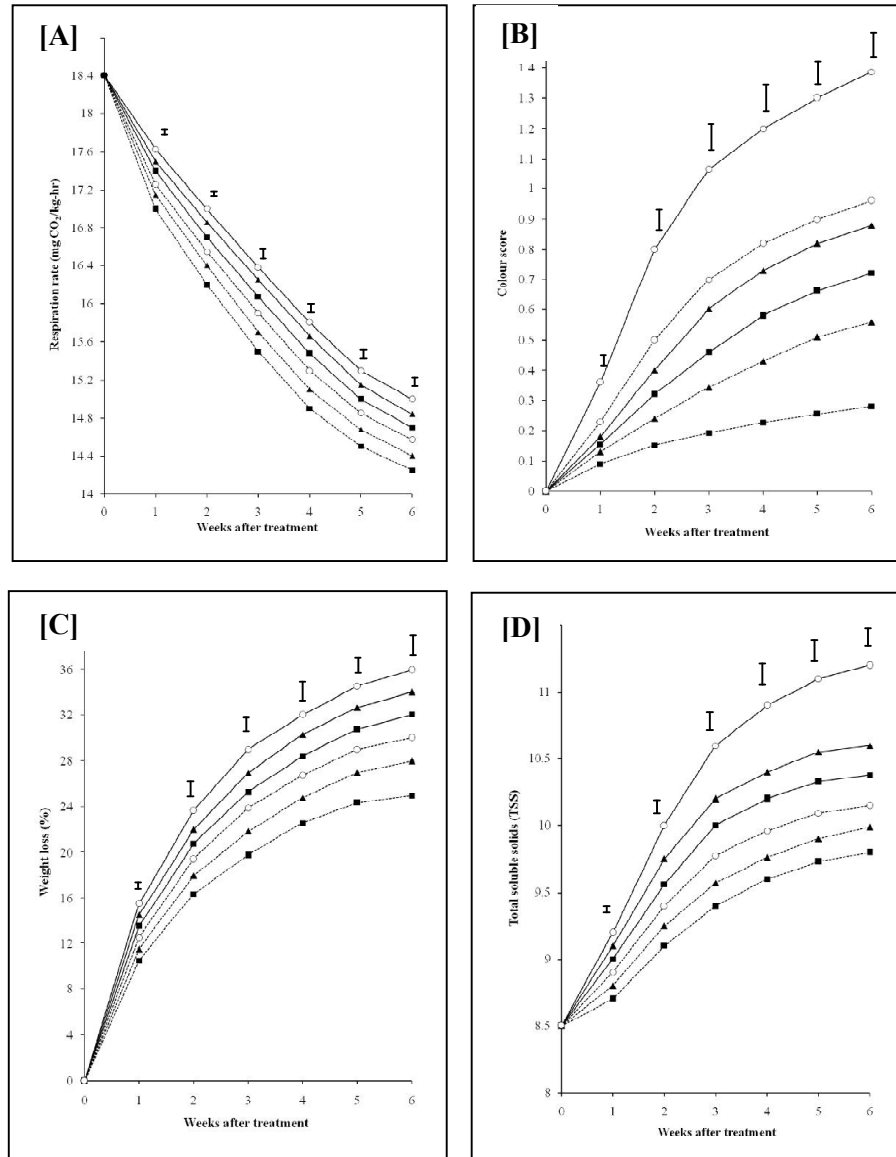 [A]
Respiration rate (mg CO₂/kg-hr)
18.4
18
17.6
17.2
16.8
16.4
16
15.6
15.2
14.8
14.4
14
0 1 2 3 4 5 6
Weeks after treatment
[B]
Colour score
1.4
1.3
1.2
1.1
1
0.9
0.8
0.7
0.6
0.5
0.4
0.3
0.2
0.1
0
0 1 2 3 4 5 6
Weeks after treatment
[C]
Weight loss (%)
36
32
28
24
20
16
12
8
4
0
0 1 2 3 4 5 6
Weeks after treatment
[D]
Total soluble solids (TSS)
11
10.5
10
9.5
9
8.5
8
0 1 2 3 4 5 6
Weeks after treatment